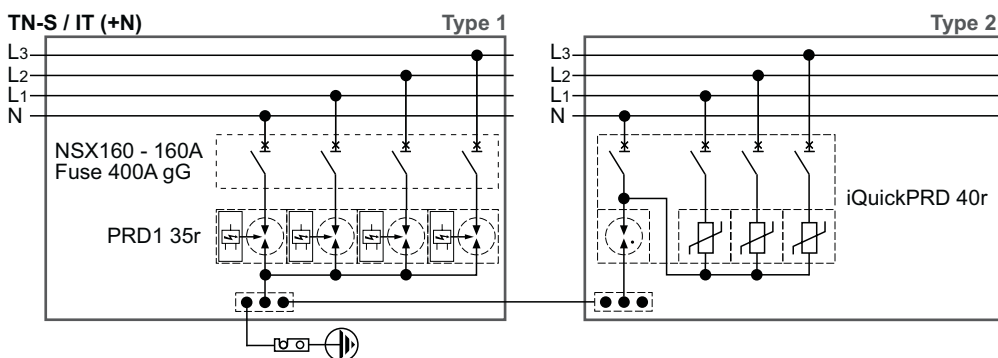 TN-S / IT (+N)
Type 1
L3
L2
L1
N
NSX160 - 160A
Fuse 400A gG
PRD1 35r
Type 2
L3
L2
L1
N
iQuickPRD 40r